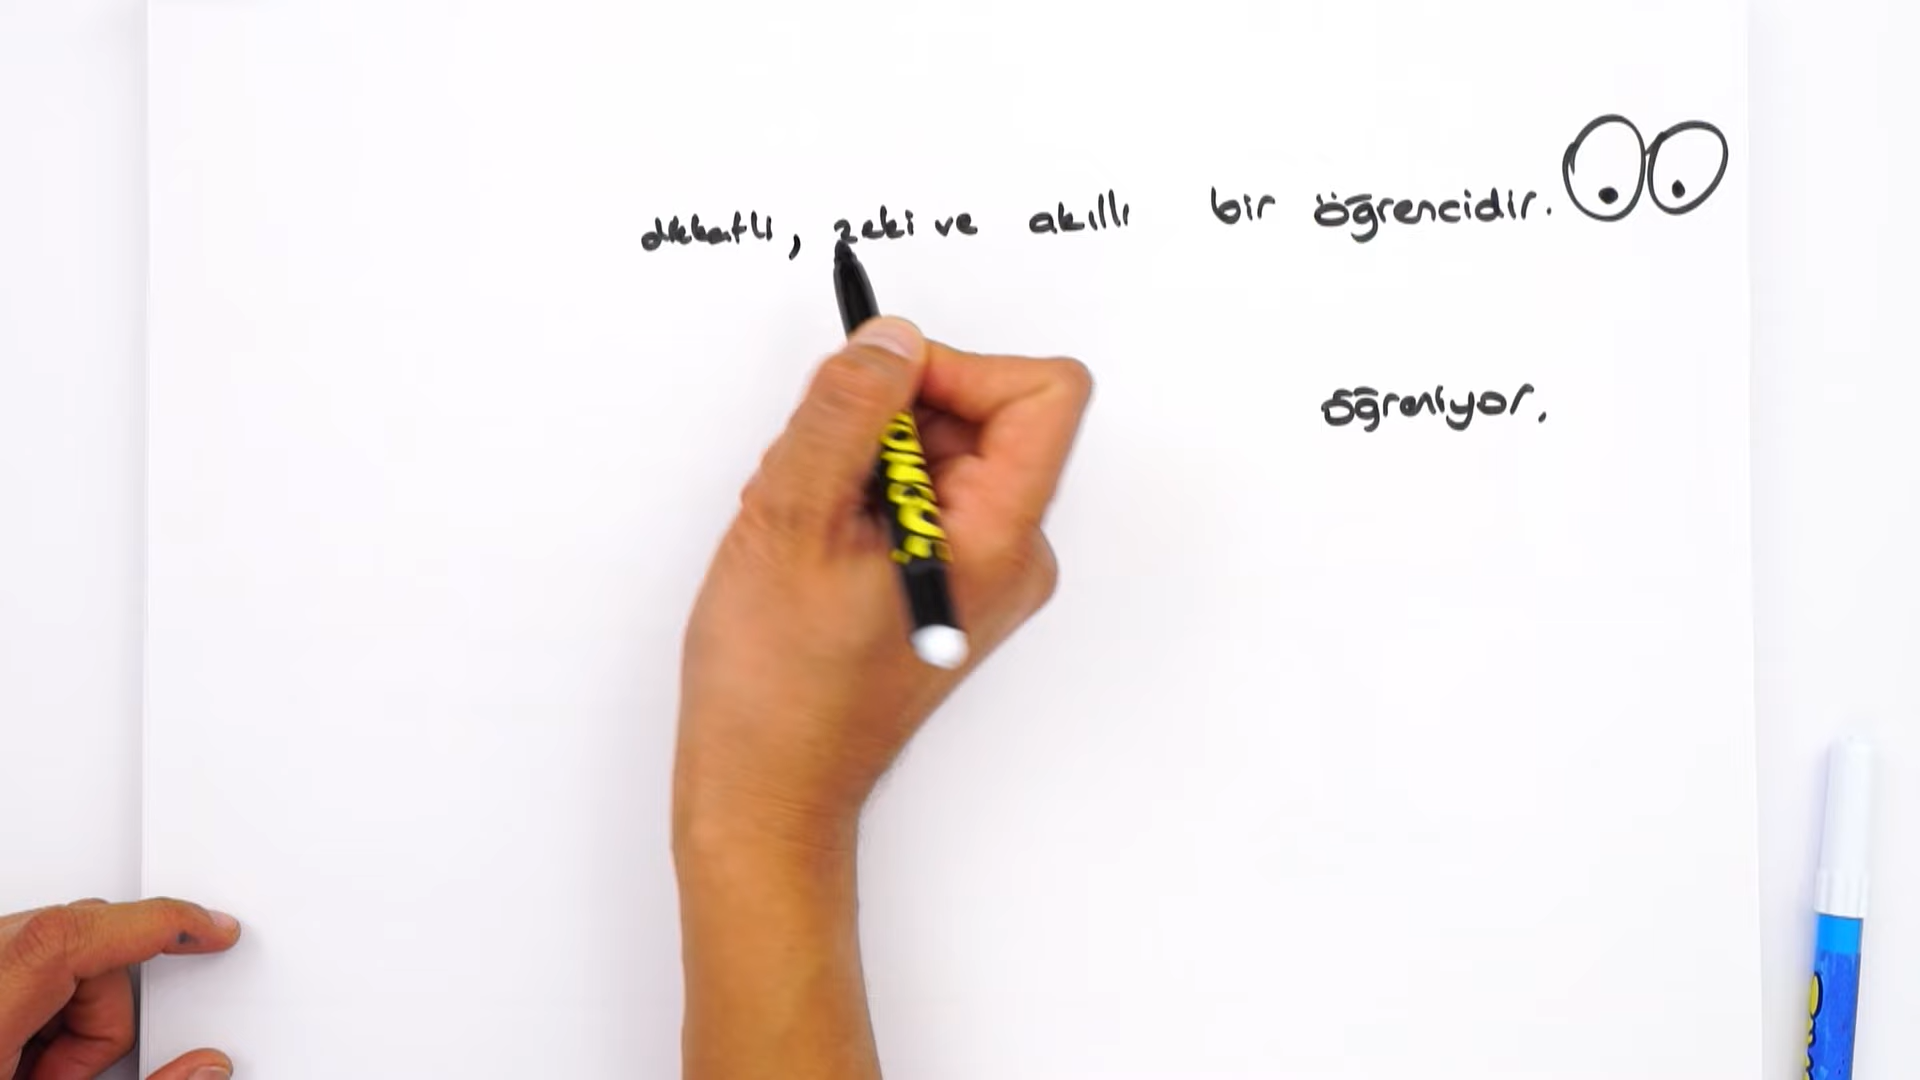 dikkatli, zeki ve akıllı bir öğrencidir.
öğreniyor.